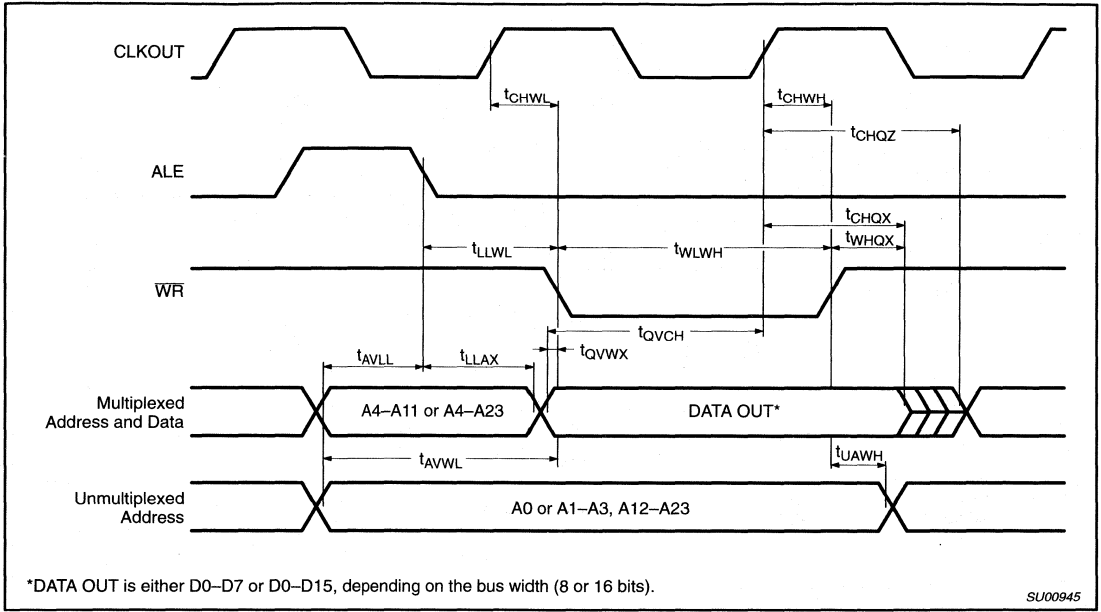 CLKOUT
tCHWL
tCHWH
tCHQZ
ALE
tCHQX
tLLWL
tWLWH
tWHQX
WR
tQVCH
tQVWX
tAVLL
tLLAX
Multiplexed
Address and Data
A4–A11 or A4–A23
DATA OUT*
tAVWL
tUAWH
Unmultiplexed
Address
A0 or A1–A3, A12–A23
*DATA OUT is either D0–D7 or D0–D15, depending on the bus width (8 or 16 bits).
SU00945